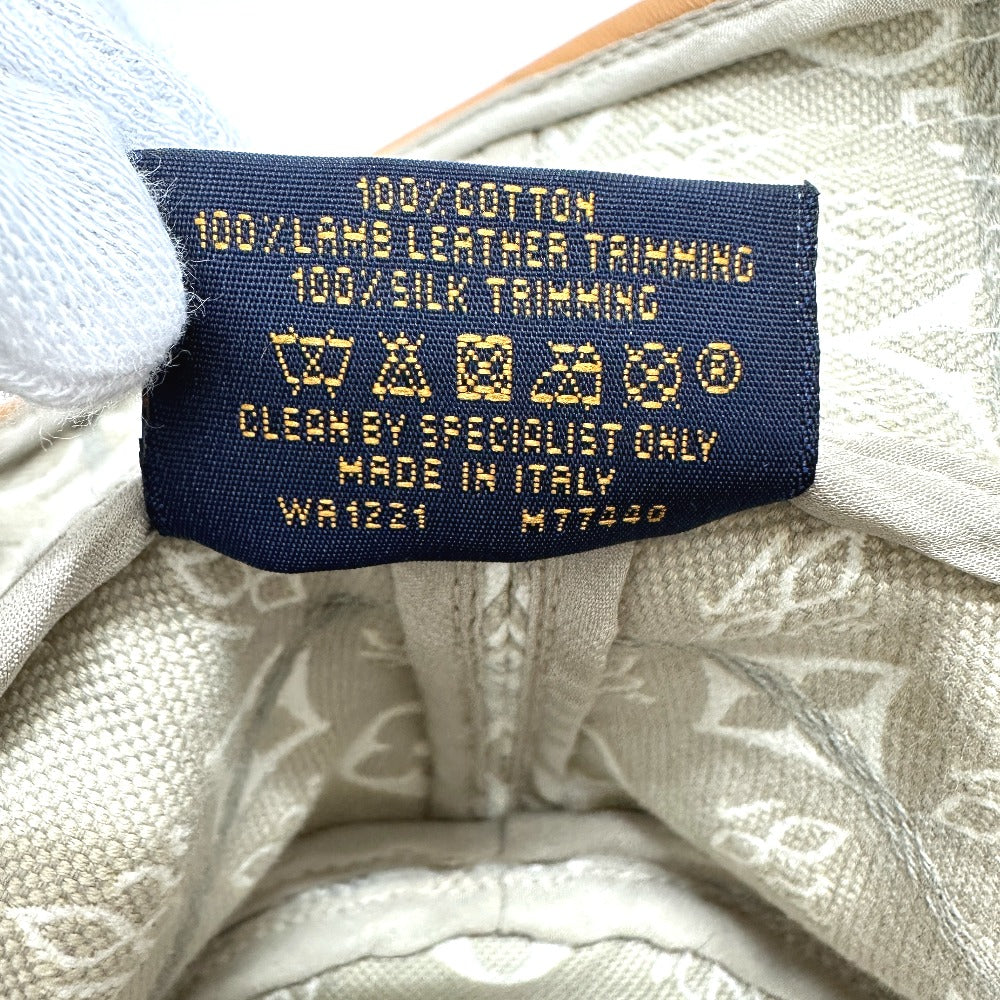 100% COTTON
100% LAMB LEATHER TRIMMING
100% SILK TRIMMING
®
CLEAN BY SPECIALIST ONLY
MADE IN ITALY
WA1221 M77440